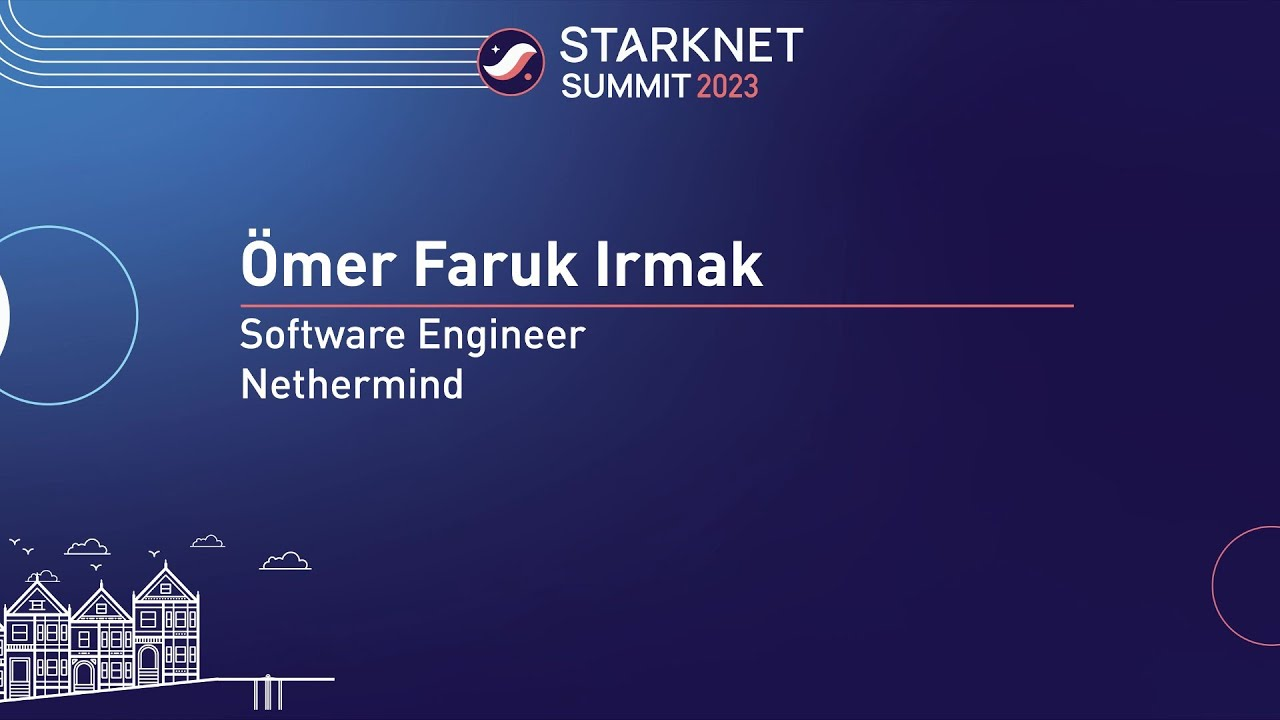 STARKNET
SUMMIT 2023
Ömer Faruk Irmak
Software Engineer
Nethermind